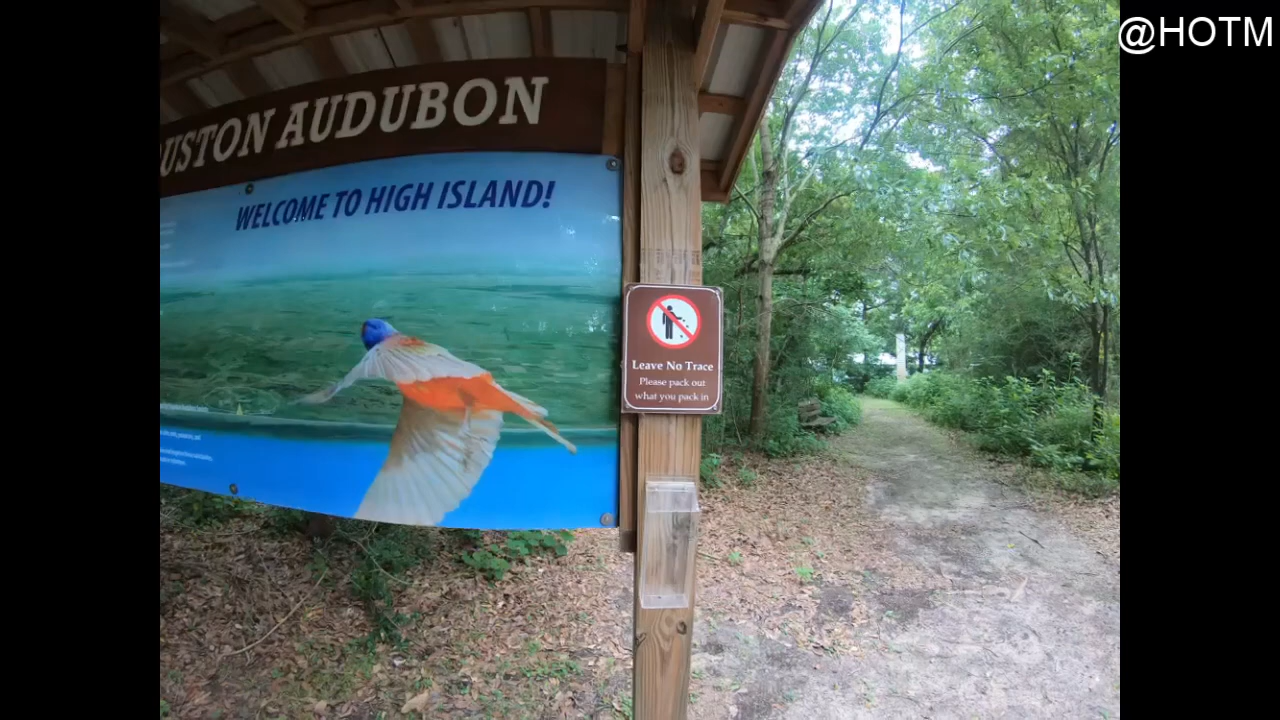 @HOTM
USTON AUDUBON
WELCOME TO HIGH ISLAND!
Leave No Trace
Please pack out
what you pack in